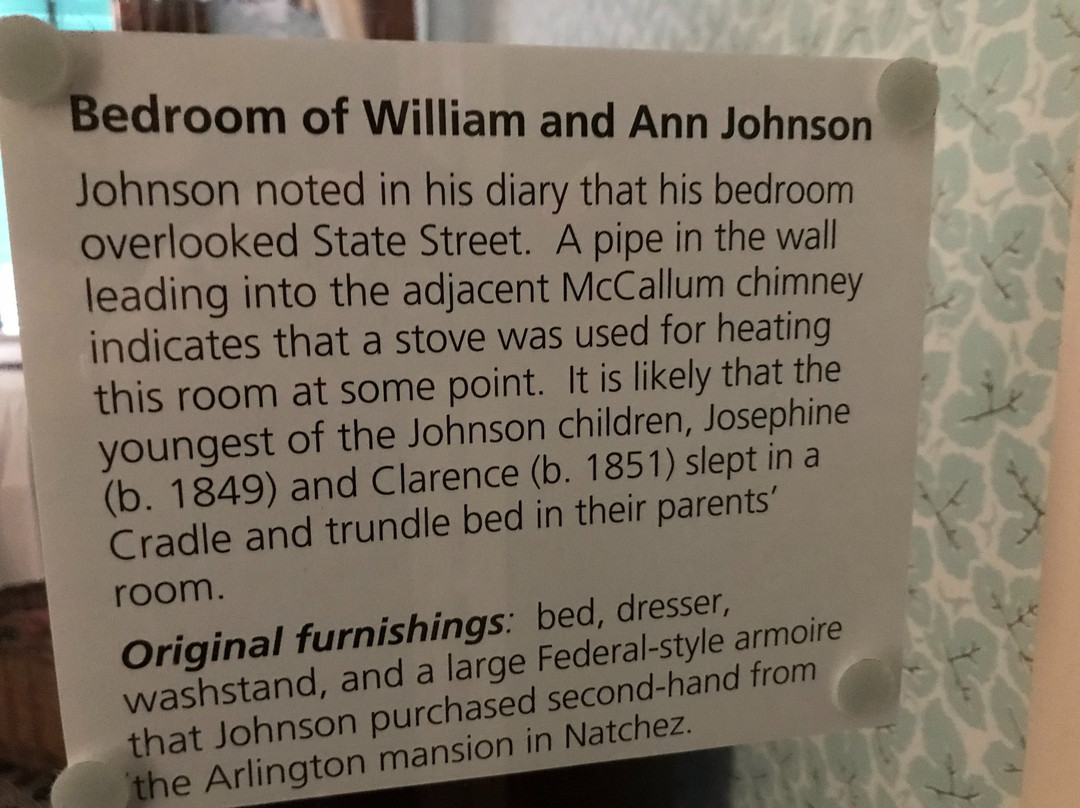 Bedroom of William and Ann Johnson
Johnson noted in his diary that his bedroom
overlooked State Street. A pipe in the wall
leading into the adjacent McCallum chimney
indicates that a stove was used for heating
this room at some point. It is likely that the
youngest of the Johnson children, Josephine
(b. 1849) and Clarence (b. 1851) slept in a
Cradle and trundle bed in their parents'
room.
Original furnishings: bed, dresser,
washstand, and a large Federal-style armoire
that Johnson purchased second-hand from
the Arlington mansion in Natchez.